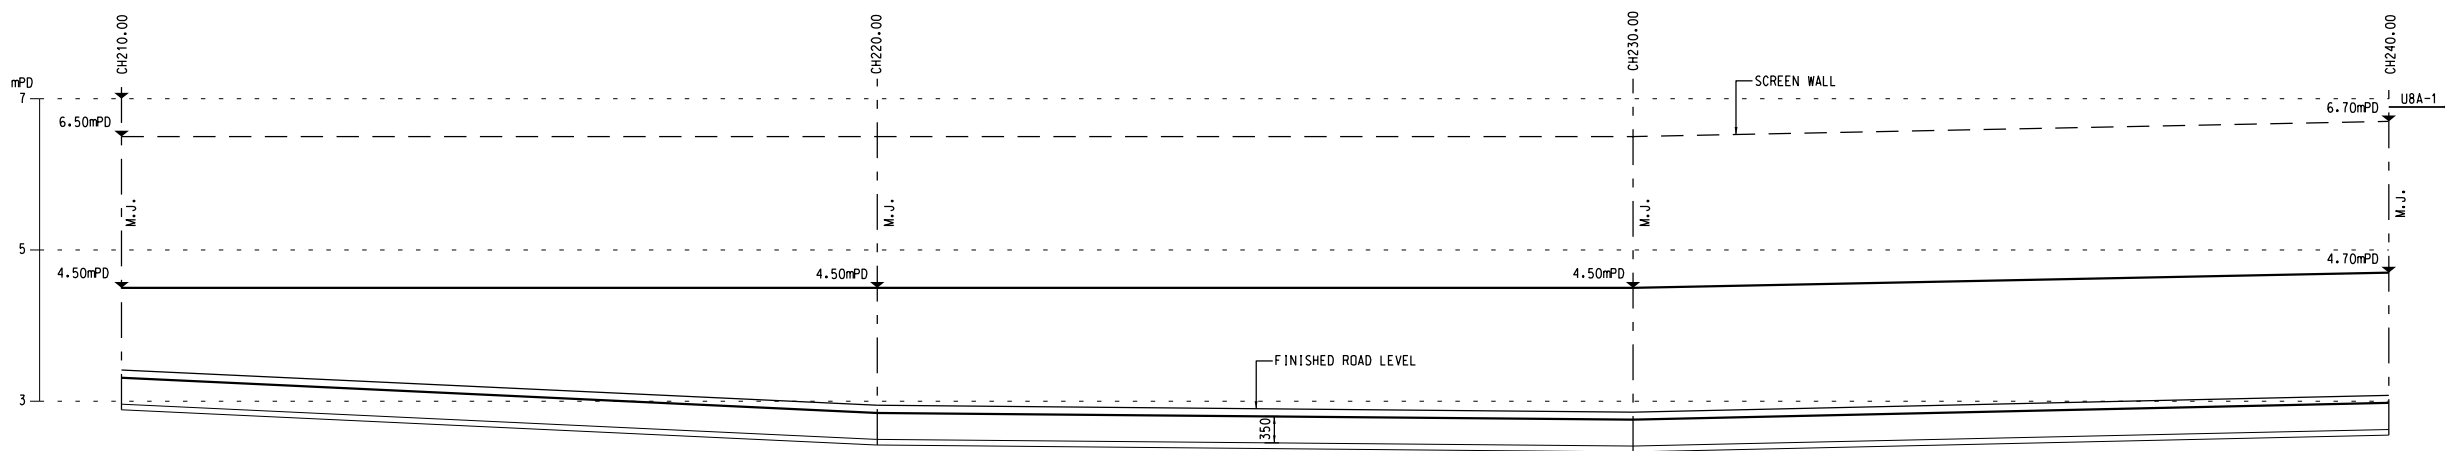 CH210.00
CH220.00
CH230.00
CH240.00
mPD
7
SCREEN WALL
U8A-1
6.50mPD
6.70mPD
M.J.
M.J.
M.J.
M.J.
5
4.50mPD
4.50mPD
4.50mPD
4.70mPD
FINISHED ROAD LEVEL
3
350